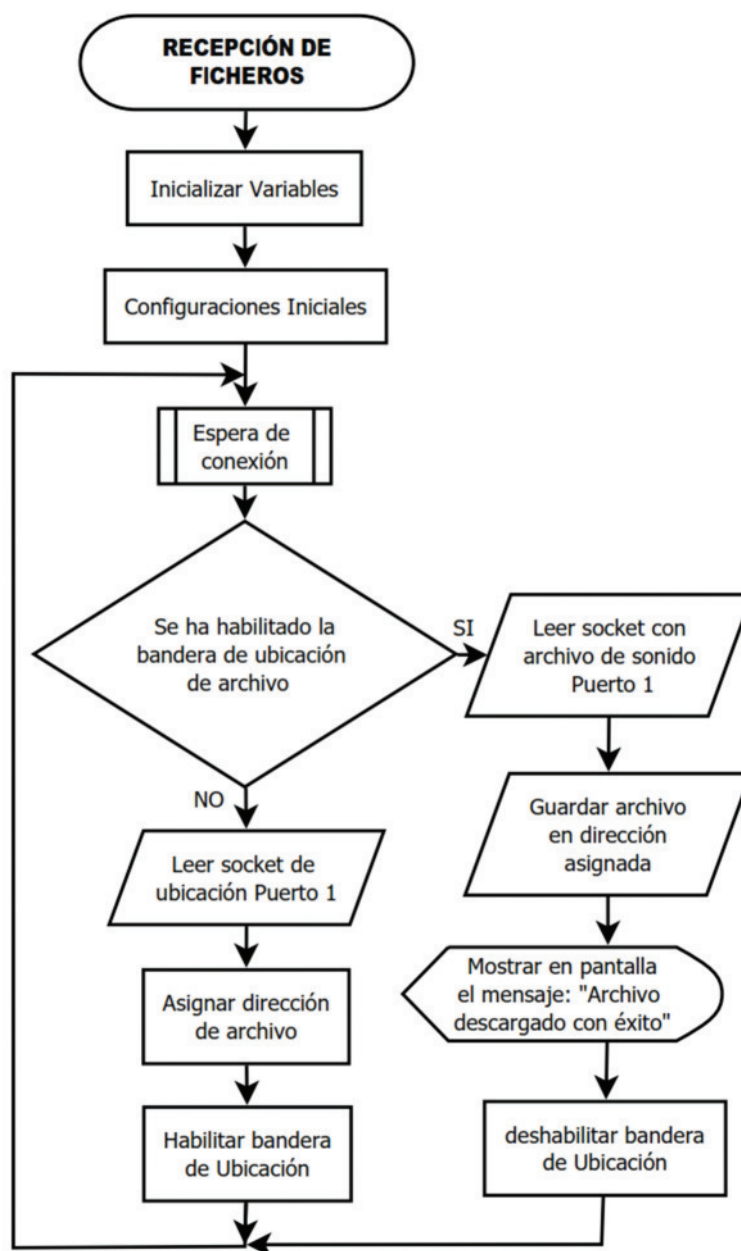 RECEPCIÓN DE
FICHEROS
Inicializar Variables
Configuraciones Iniciales
Espera de
conexión
Se ha habilitado la
bandera de ubicación
de archivo
SI
Leer socket con
archivo de sonido
Puerto 1
NO
Guardar archivo
en dirección
asignada
Leer socket de
ubicación Puerto 1
Mostrar en pantalla
el mensaje: "Archivo
descargado con éxito"
Asignar dirección
de archivo
Habilitar bandera
de Ubicación
deshabilitar bandera
de Ubicación